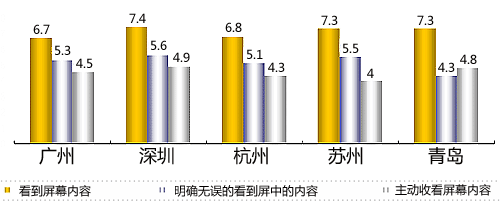 6.7 5.3 4.5 7.4 5.6 4.9 6.8 5.1 4.3 7.3 5.5 4 7.3 4.3 4.8
广州 深圳 杭州 苏州 青岛
看到屏幕内容 明确无误的看到屏中的内容 主动收看屏幕内容